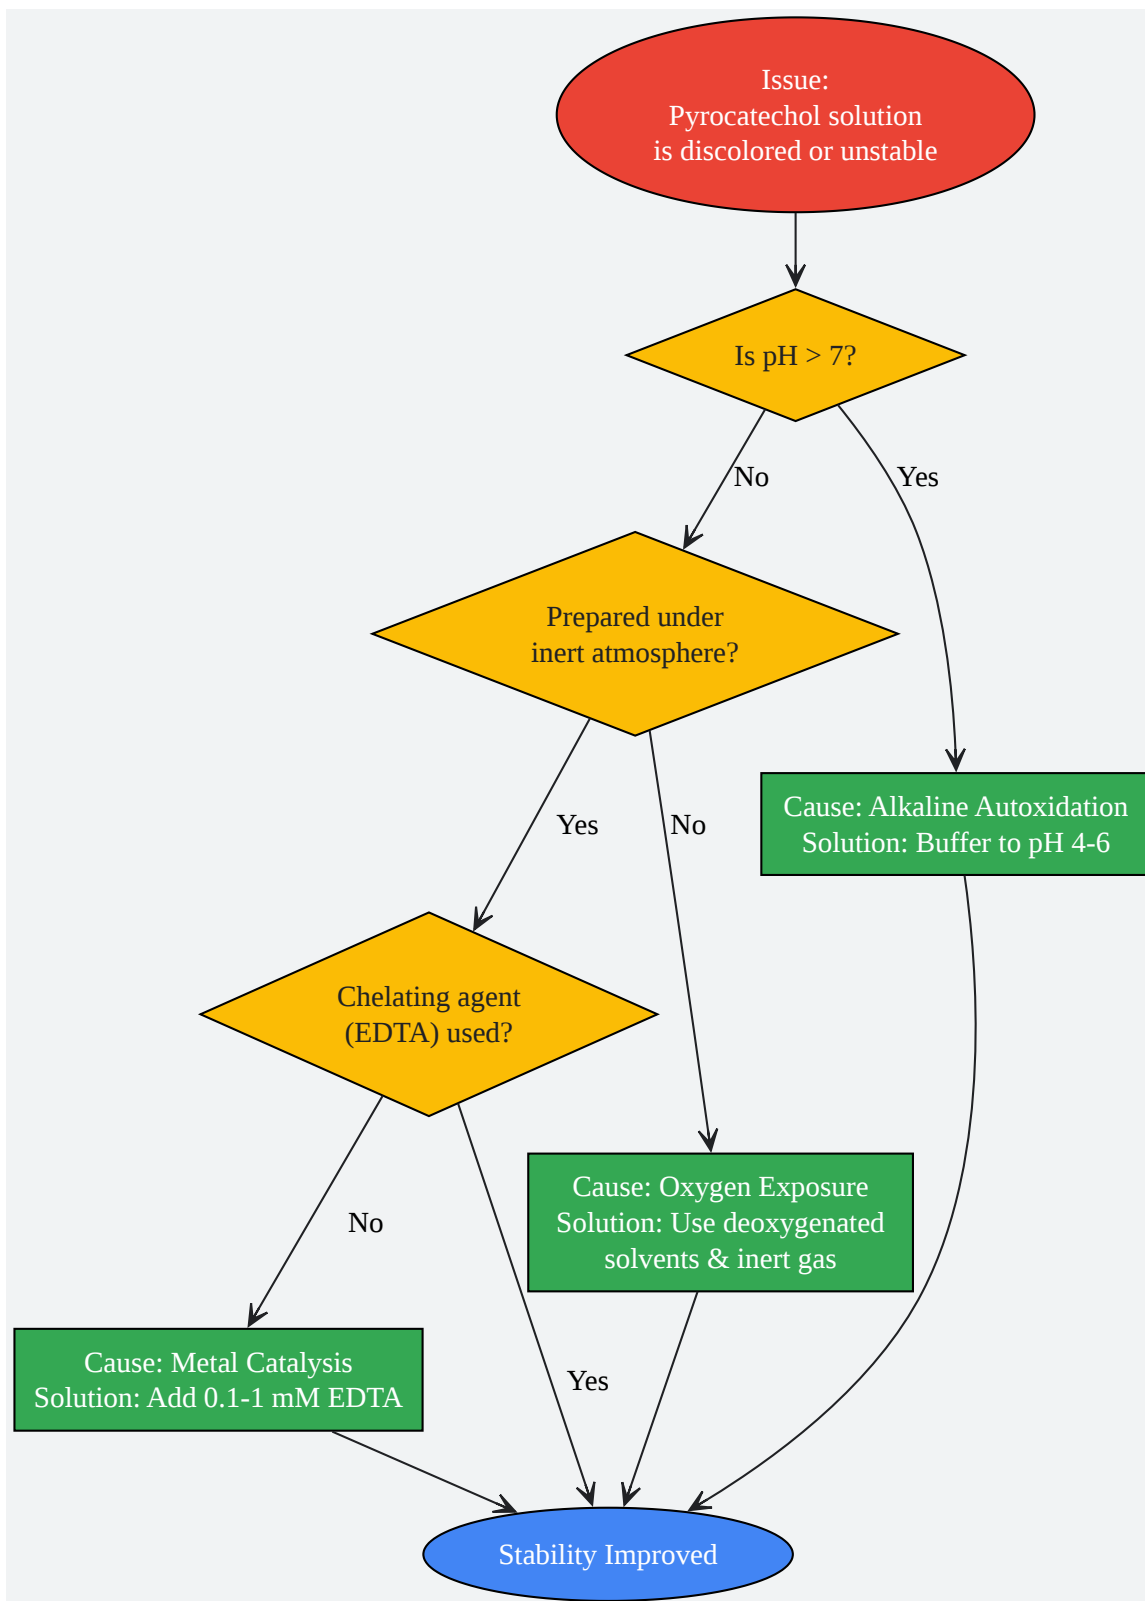 Issue:
Pyrocatechol solution
is discolored or unstable
Is pH > 7?
No
Yes
Prepared under
inert atmosphere?
Yes
No
Cause: Alkaline Autoxidation
Solution: Buffer to pH 4-6
Chelating agent
(EDTA) used?
No
Cause: Oxygen Exposure
Solution: Use deoxygenated
solvents & inert gas
Cause: Metal Catalysis
Solution: Add 0.1-1 mM EDTA
Yes
Stability Improved